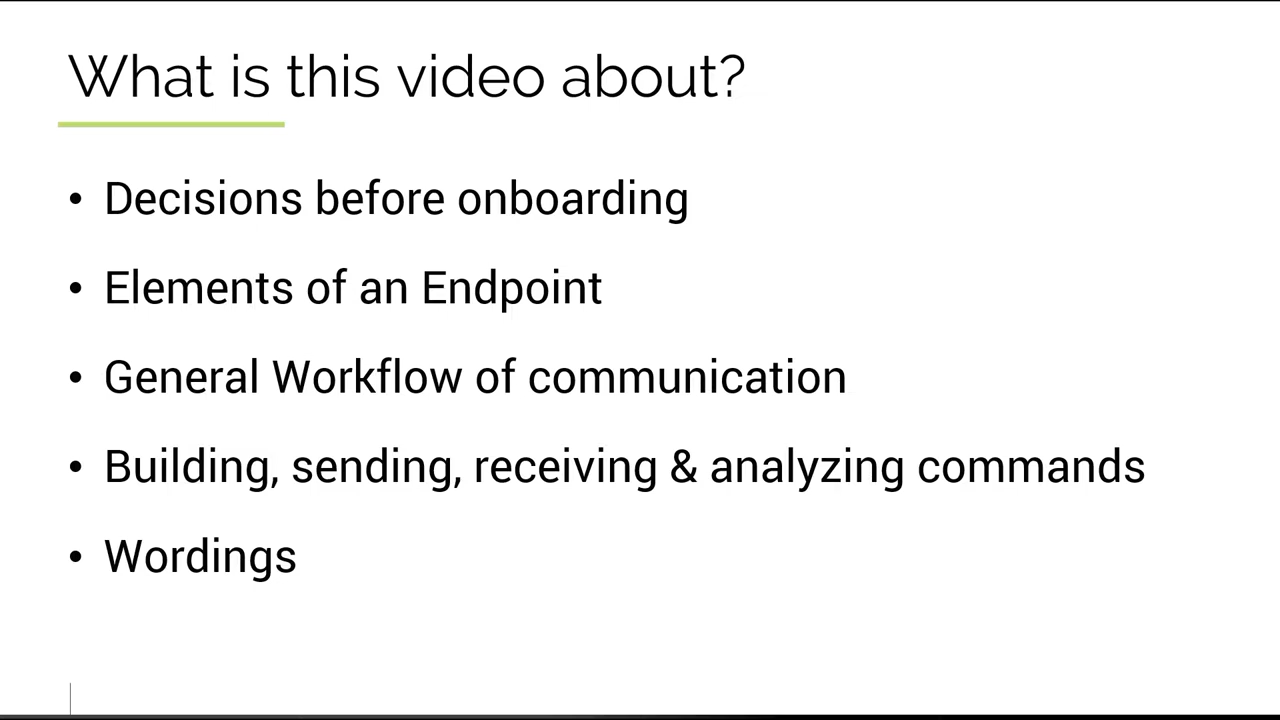 What is this video about?
• Decisions before onboarding
• Elements of an Endpoint
• General Workflow of communication
• Building, sending, receiving & analyzing commands
• Wordings